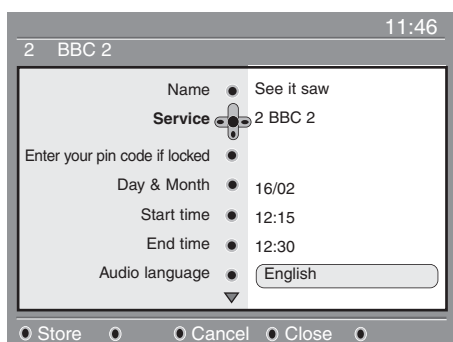 11:46
2 BBC 2
Name See it saw
Service 2 BBC 2
Enter your pin code if locked
Day & Month 16/02
Start time 12:15
End time 12:30
Audio language English
Store Cancel Close